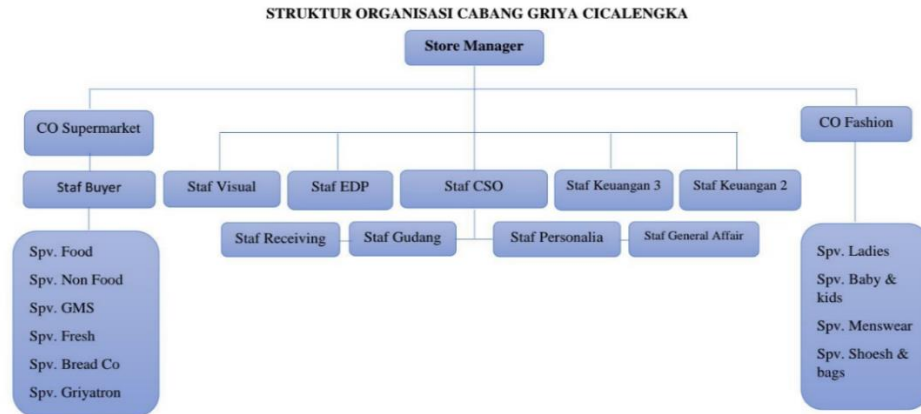 STRUKTUR ORGANISASI CABANG GRIYA CICALENGKA
Store Manager
CO Supermarket
CO Fashion
Staf Buyer
Staf Visual
Staf EDP
Staf CSO
Staf Keuangan 3
Staf Keuangan 2
Staf Receiving
Staf Gudang
Staf Personalia
Staf General Affair
Spv. Food
Spv. Non Food
Spv. GMS
Spv. Fresh
Spv. Bread Co
Spv. Griyatron
Spv. Ladies
Spv. Baby &
kids
Spv. Menswear
Spv. Shoesh &
bags